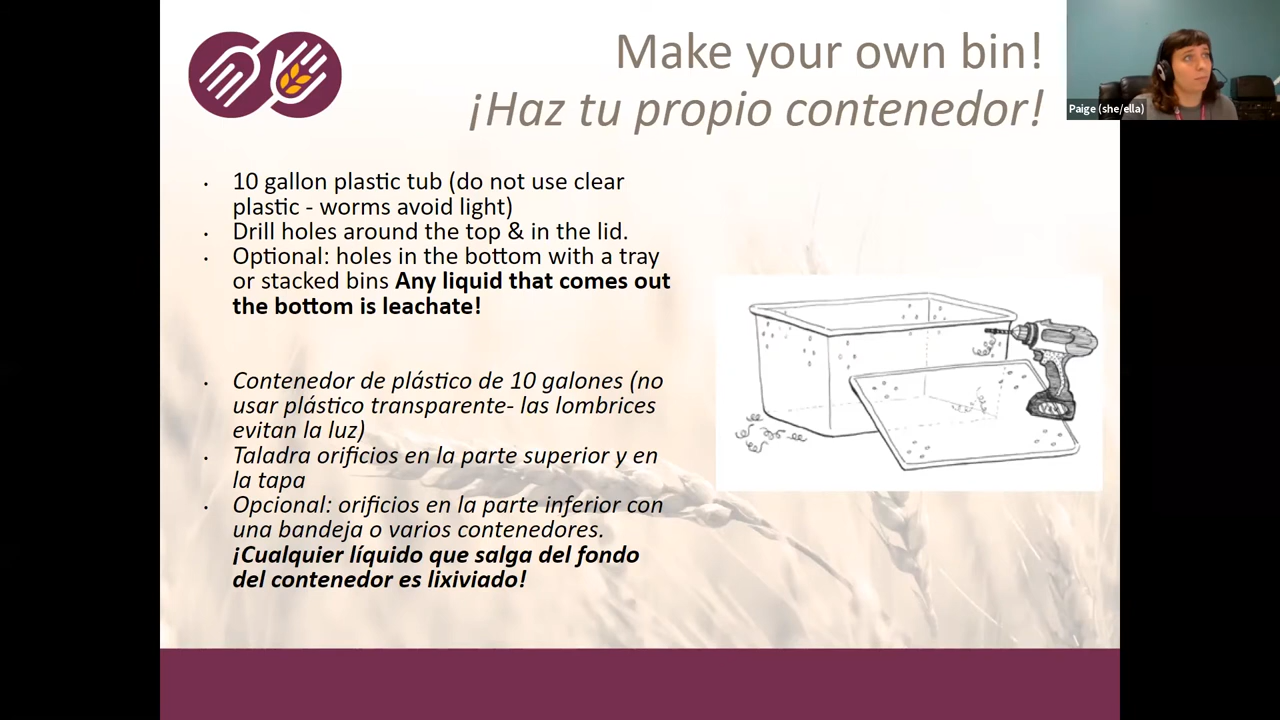 Make your own bin!
¡Haz tu propio contenedor!
Paige (she/ella)
• 10 gallon plastic tub (do not use clear
plastic - worms avoid light)
• Drill holes around the top & in the lid.
• Optional: holes in the bottom with a tray
or stacked bins Any liquid that comes out
the bottom is leachate!
• Contenedor de plástico de 10 galones (no
usar plástico transparente- las lombrices
evitan la luz)
• Taladra orificios en la parte superior y en
la tapa
• Opcional: orificios en la parte inferior con
una bandeja o varios contenedores.
¡Cualquier líquido que salga del fondo
del contenedor es lixiviado!